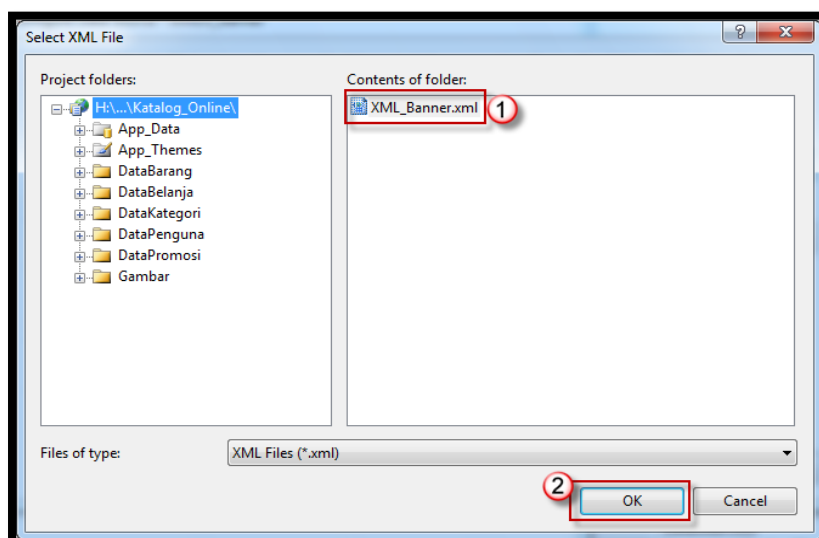 Select XML File
?
Project folders:
Contents of folder:
H:\...\Katalog_Online\
App_Data
App_Themes
DataBarang
DataBelanja
DataKategori
DataPenguna
DataPromosi
Gambar
XML_Banner.xml
1
Files of type:
XML Files (*.xml)
2
OK
Cancel